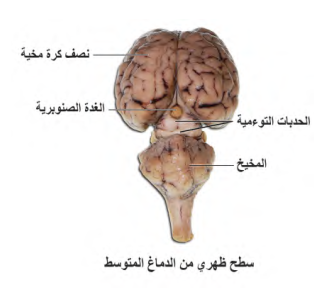 نصف كرة مخية
الغدة الصنوبرية
الحدبات التوءمية
المخيخ
سطح ظهري من الدماغ المتوسط